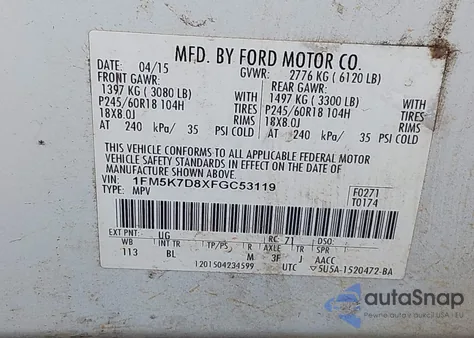 MFD. BY FORD MOTOR CO.
DATE: 04/15 GVWR: 2776 KG ( 6120 LB)
FRONT GAWR: REAR GAWR:
1397 KG ( 3080 LB) WITH 1497 KG ( 3300 LB) WITH
P245/60R18 104H TIRES P245/60R18 104H TIRES
18X8.0J RIMS 18X8.0J RIMS
AT 240 kPa/ 35 PSI COLD AT 240 kPa/ 35 PSI COLD
THIS VEHICLE CONFORMS TO ALL APPLICABLE FEDERAL MOTOR
VEHICLE SAFETY STANDARDS IN EFFECT ON THE DATE OF
MANUFACTURE SHOWN ABOVE.
VIN: 1FM5K7D8XFGC53119 F0271
TYPE: MPV T0174
EXT PNT: UG RC: 71 DSO:
WB INT TR TP/PS R AXLE TR SPR
113 BL M 3F J AACC
1201504234599 UTC ▽5U5A-1520472-BA
autoSnap